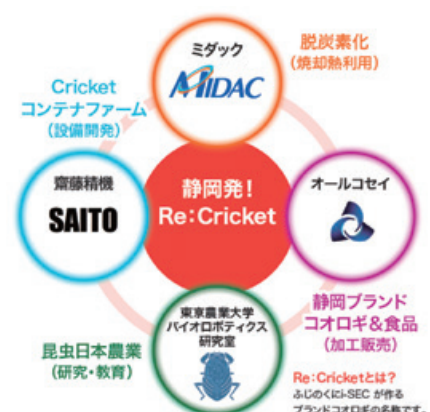 ミダック
MIDAC
脱炭素化
(焼却熱利用)
Cricket
コンテナファーム
(設備開発)
齋藤精機
SAITO
静岡発!
Re:Cricket
オールコセイ
東京農業大学
バイオロボティクス
研究室
昆虫日本農業
(研究・教育)
静岡ブランド
コオロギ&食品
(加工販売)
Re:Cricketとは?
ふじのくにi-SEC が作る
ブランドコオロギの名称です。